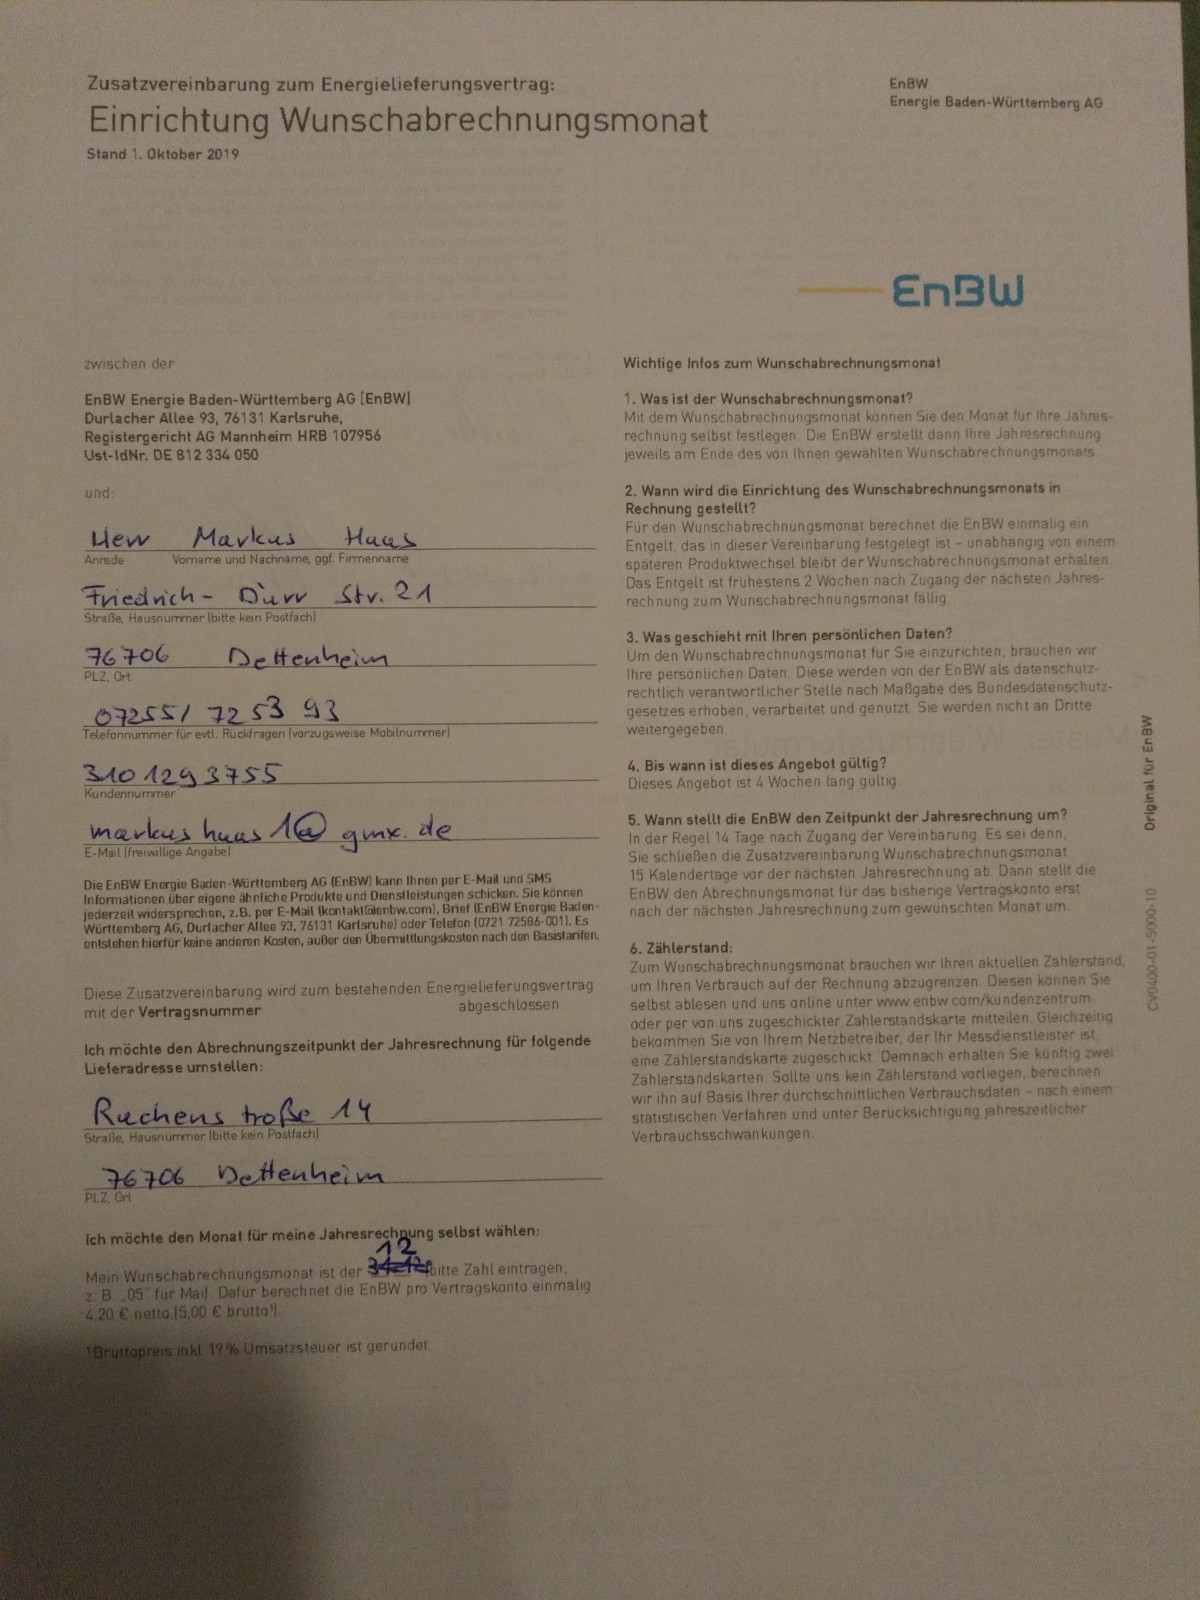 Zusatzvereinbarung zum Energielieferungsvertrag:
Einrichtung Wunschabrechnungsmonat
Stand 1. Oktober 2019
EnBW
Energie Baden-Württemberg AG
EnBW
zwischen der
EnBW Energie Baden-Württemberg AG (EnBW)
Durlacher Allee 93, 76131 Karlsruhe,
Registergericht AG Mannheim HRB 107956
Ust-IdNr. DE 812 334 050
und:
Herr Markus Haas
Anrede Vorname und Nachname, ggf. Firmenname
Friedrich- Dürr Str. 21
Straße, Hausnummer (bitte kein Postfach)
76706 Dettenheim
PLZ, Ort
07255/ 72 53 93
Telefonnummer für evtl. Rückfragen (vorzugsweise Mobilnummer)
3101293755
Kundennummer
markus haas 1@ gmx. de
E-Mail (freiwillige Angabe)
Die EnBW Energie Baden-Württemberg AG (EnBW) kann Ihnen per E-Mail und SMS
Informationen über eigene ähnliche Produkte und Dienstleistungen schicken. Sie können
jederzeit widersprechen, z.B. per E-Mail (kontakt@enbw.com), Brief (EnBW Energie Baden-
Württemberg AG, Durlacher Allee 93, 76131 Karlsruhe) oder Telefon (0721 72586-001). Es
entstehen hierfür keine anderen Kosten, außer den Übermittlungskosten nach den Basistarifen.
Diese Zusatzvereinbarung wird zum bestehenden Energielieferungsvertrag
mit der Vertragsnummer abgeschlossen
Ich möchte den Abrechnungszeitpunkt der Jahresrechnung für folgende
Lieferadresse umstellen:
Ruchenstroße 14
Straße, Hausnummer (bitte kein Postfach)
76706 Dettenheim
PLZ, Ort
Ich möchte den Monat für meine Jahresrechnung selbst wählen:
12
Mein Wunschabrechnungsmonat ist der (bitte Zahl eintragen,
z. B. „05" für Mai). Dafür berechnet die EnBW pro Vertragskonto einmalig
4,20 € netto (5,00 € brutto¹).
¹ Bruttopreis inkl. 19 % Umsatzsteuer ist gerundet.
Wichtige Infos zum Wunschabrechnungsmonat
1. Was ist der Wunschabrechnungsmonat?
Mit dem Wunschabrechnungsmonat können Sie den Monat für Ihre Jahres-
rechnung selbst festlegen. Die EnBW erstellt dann Ihre Jahresrechnung
jeweils am Ende des von Ihnen gewählten Wunschabrechnungsmonats.
2. Wann wird die Einrichtung des Wunschabrechnungsmonats in
Rechnung gestellt?
Für den Wunschabrechnungsmonat berechnet die EnBW einmalig ein
Entgelt, das in dieser Vereinbarung festgelegt ist – unabhängig von einem
späteren Produktwechsel bleibt der Wunschabrechnungsmonat erhalten.
Das Entgelt ist frühestens 2 Wochen nach Zugang der nächsten Jahres-
rechnung zum Wunschabrechnungsmonat fällig.
3. Was geschieht mit Ihren persönlichen Daten?
Um den Wunschabrechnungsmonat für Sie einzurichten, brauchen wir
Ihre persönlichen Daten. Diese werden von der EnBW als datenschutz-
rechtlich verantwortlicher Stelle nach Maßgabe des Bundesdatenschutz-
gesetzes erhoben, verarbeitet und genutzt. Sie werden nicht an Dritte
weitergegeben.
4. Bis wann ist dieses Angebot gültig?
Dieses Angebot ist 4 Wochen lang gültig.
5. Wann stellt die EnBW den Zeitpunkt der Jahresrechnung um?
In der Regel 14 Tage nach Zugang der Vereinbarung. Es sei denn,
Sie schließen die Zusatzvereinbarung Wunschabrechnungsmonat
15 Kalendertage vor der nächsten Jahresrechnung ab. Dann stellt die
EnBW den Abrechnungsmonat für das bisherige Vertragskonto erst
nach der nächsten Jahresrechnung zum gewünschten Monat um.
6. Zählerstand:
Zum Wunschabrechnungsmonat brauchen wir Ihren aktuellen Zählerstand,
um Ihren Verbrauch auf der Rechnung abzugrenzen. Diesen können Sie
selbst ablesen und uns online unter www.enbw.com/kundenzentrum
oder per von uns zugeschickter Zählerstandskarte mitteilen. Gleichzeitig
bekommen Sie von Ihrem Netzbetreiber, der Ihr Messdienstleister ist,
eine Zählerstandskarte zugeschickt. Demnach erhalten Sie künftig zwei
Zählerstandskarten. Sollte uns kein Zählerstand vorliegen, berechnen
wir ihn auf Basis Ihrer durchschnittlichen Verbrauchsdaten – nach einem
statistischen Verfahren und unter Berücksichtigung jahreszeitlicher
Verbrauchsschwankungen.
CV0400-01-S000-10 Original für EnBW